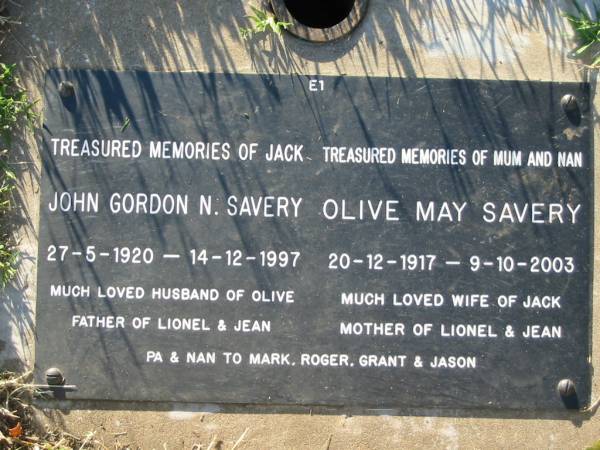 E1
TREASURED MEMORIES OF JACK
JOHN GORDON N. SAVERY
27-5-1920 — 14-12-1997
MUCH LOVED HUSBAND OF OLIVE
FATHER OF LIONEL & JEAN
TREASURED MEMORIES OF MUM AND NAN
OLIVE MAY SAVERY
20-12-1917 — 9-10-2003
MUCH LOVED WIFE OF JACK
MOTHER OF LIONEL & JEAN
PA & NAN TO MARK, ROGER, GRANT & JASON